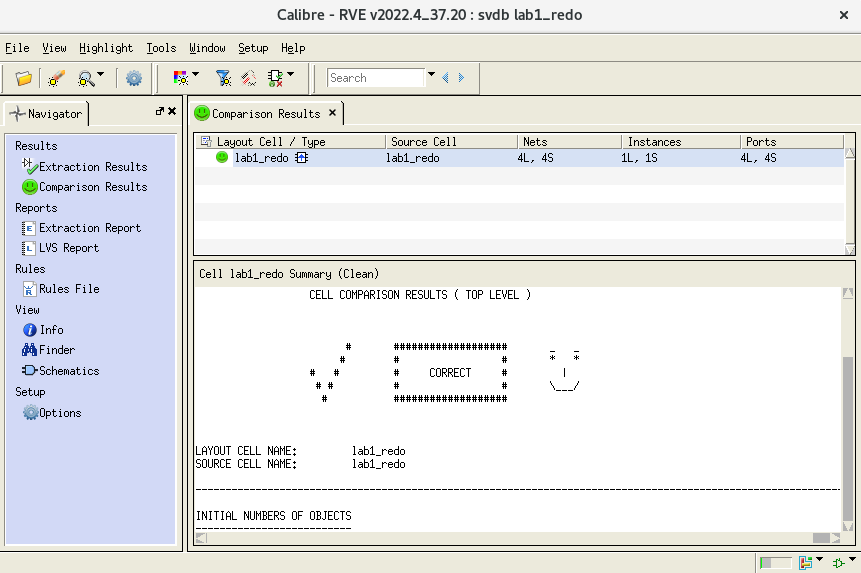 Calibre - RVE v2022.4_37.20 : svdb lab1_redo
File View Highlight Tools Window Setup Help
Search
Navigator
Results
Extraction Results
Comparison Results
Reports
Extraction Report
LVS Report
Rules
Rules File
View
Info
Finder
Schematics
Setup
Options
Comparison Results
Layout Cell / Type Source Cell Nets Instances Ports
lab1_redo lab1_redo 4L, 4S 1L, 1S 4L, 4S
Cell lab1_redo Summary (Clean)
CELL COMPARISON RESULTS ( TOP LEVEL )
# ################### _ _
# # # * *
# # # CORRECT # |
# # # # \___/
# ###################
LAYOUT CELL NAME: lab1_redo
SOURCE CELL NAME: lab1_redo
INITIAL NUMBERS OF OBJECTS